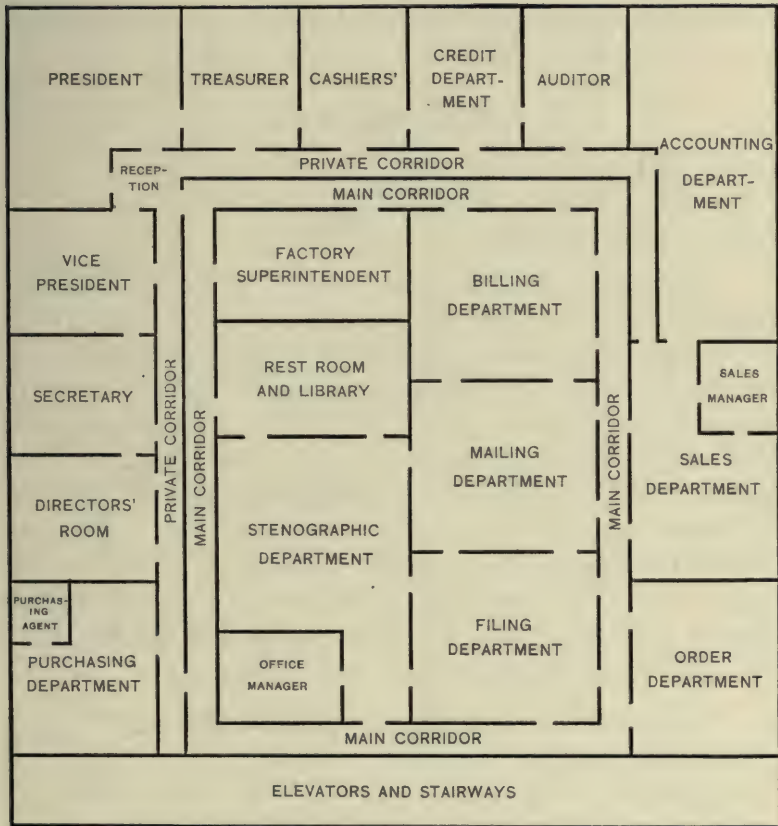 PRESIDENT
TREASURER
CASHIERS'
CREDIT
DEPART-
MENT
AUDITOR
ACCOUNTING
DEPART-
MENT
RECEP-
TION
PRIVATE CORRIDOR
MAIN CORRIDOR
VICE
PRESIDENT
FACTORY
SUPERINTENDENT
BILLING
DEPARTMENT
SECRETARY
REST ROOM
AND LIBRARY
SALES
MANAGER
PRIVATE CORRIDOR
MAIN CORRIDOR
MAILING
DEPARTMENT
MAIN CORRIDOR
SALES
DEPARTMENT
DIRECTORS'
ROOM
STENOGRAPHIC
DEPARTMENT
PURCHAS-
ING
AGENT
PURCHASING
DEPARTMENT
OFFICE
MANAGER
FILING
DEPARTMENT
ORDER
DEPARTMENT
MAIN CORRIDOR
ELEVATORS AND STAIRWAYS